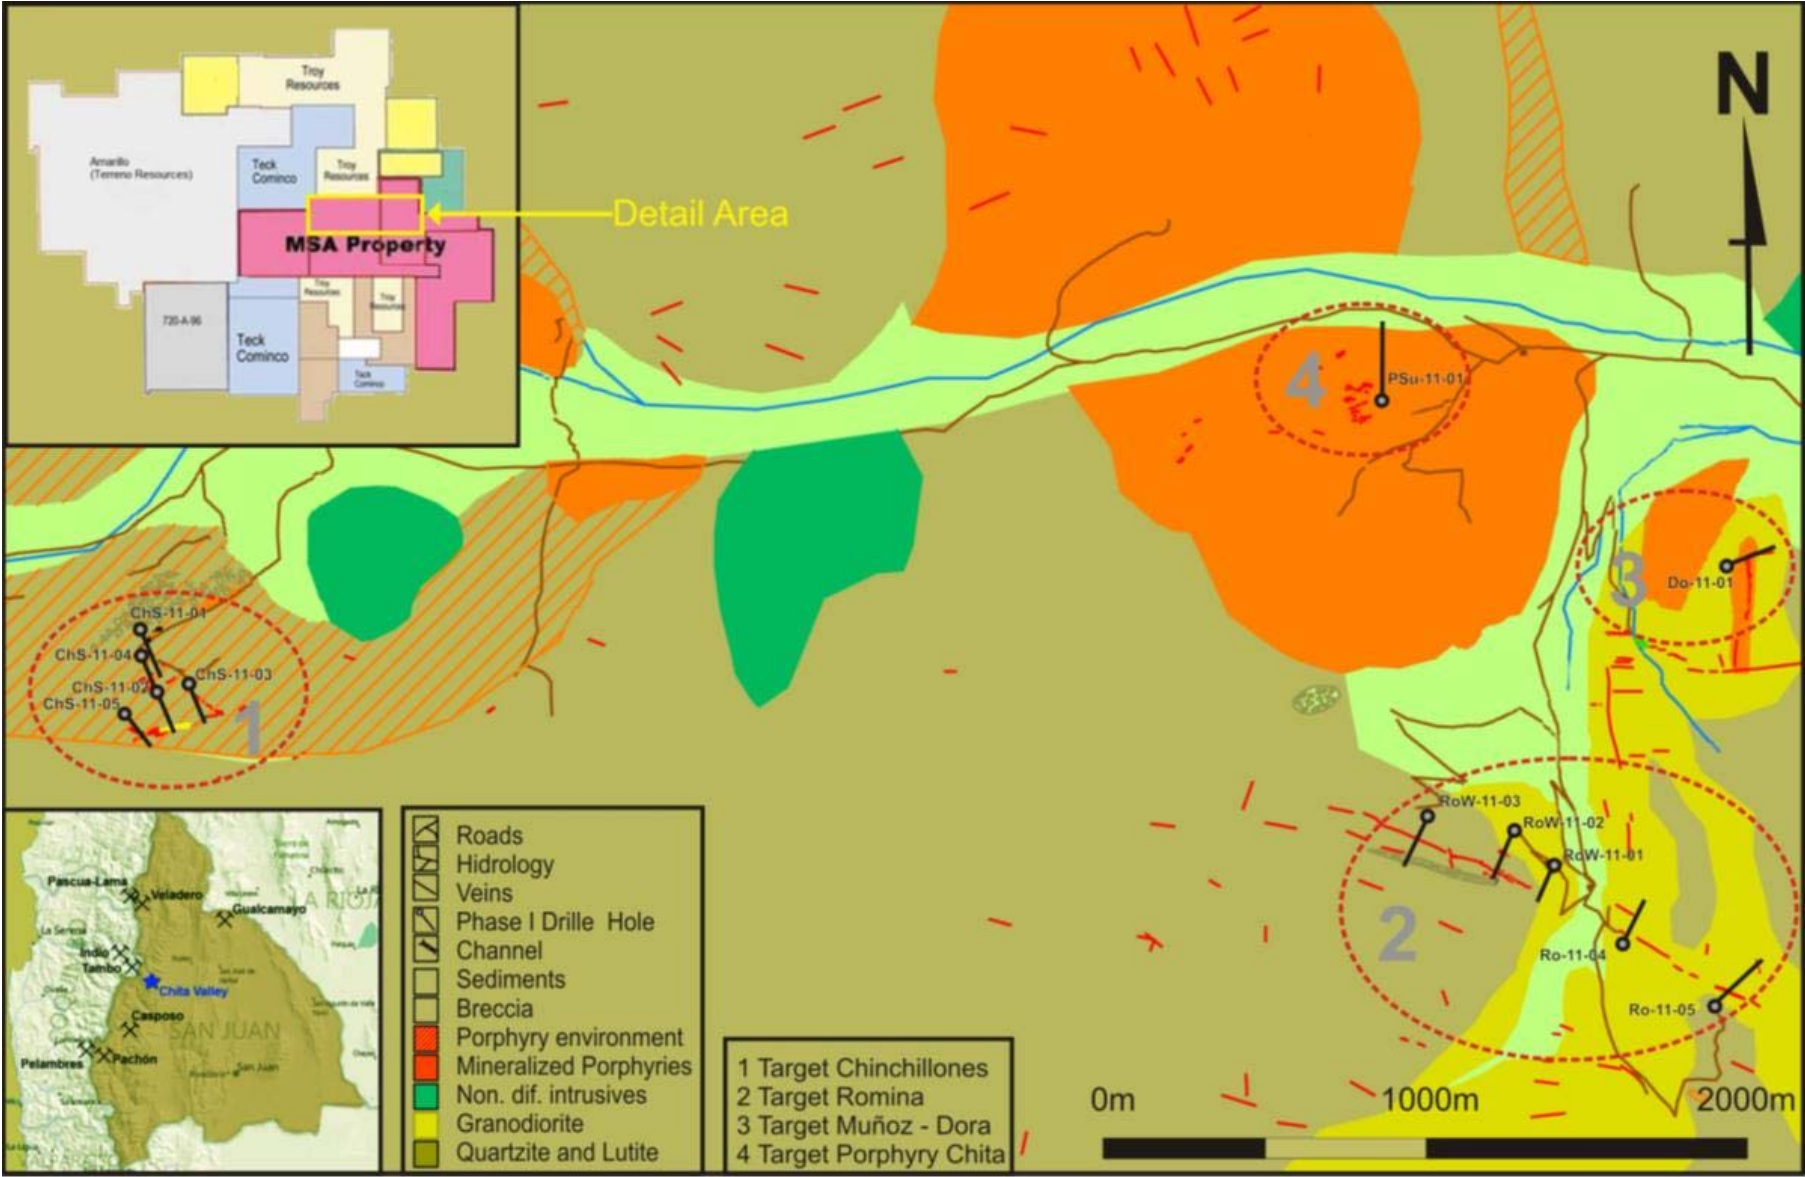 Troy
Resources
Amarillo
(Terreno Resources)
Teck
Cominco
Troy
Resources
Detail Area
MSA Property
Troy
Resources
Troy
Resources
720-A-96
Teck
Cominco
Teck
Cominco
N
4
PSu-11-01
3
Do-11-01
ChS-11-01
ChS-11-04
ChS-11-03
ChS-11-02
ChS-11-05
1
RoW-11-03
RoW-11-02
RoW-11-01
2
Ro-11-04
Ro-11-05
Pascua-Lama
Veladero
Gualcamayo
LA RIOJA
La Serena
Indio
Tambo
Chita Valley
Casposo
SAN JUAN
Pelambres
Pachón
San Juan
Roads
Hidrology
Veins
Phase I Drille Hole
Channel
Sediments
Breccia
Porphyry environment
Mineralized Porphyries
Non. dif. intrusives
Granodiorite
Quartzite and Lutite
1 Target Chinchillones
2 Target Romina
3 Target Muñoz - Dora
4 Target Porphyry Chita
0m 1000m 2000m